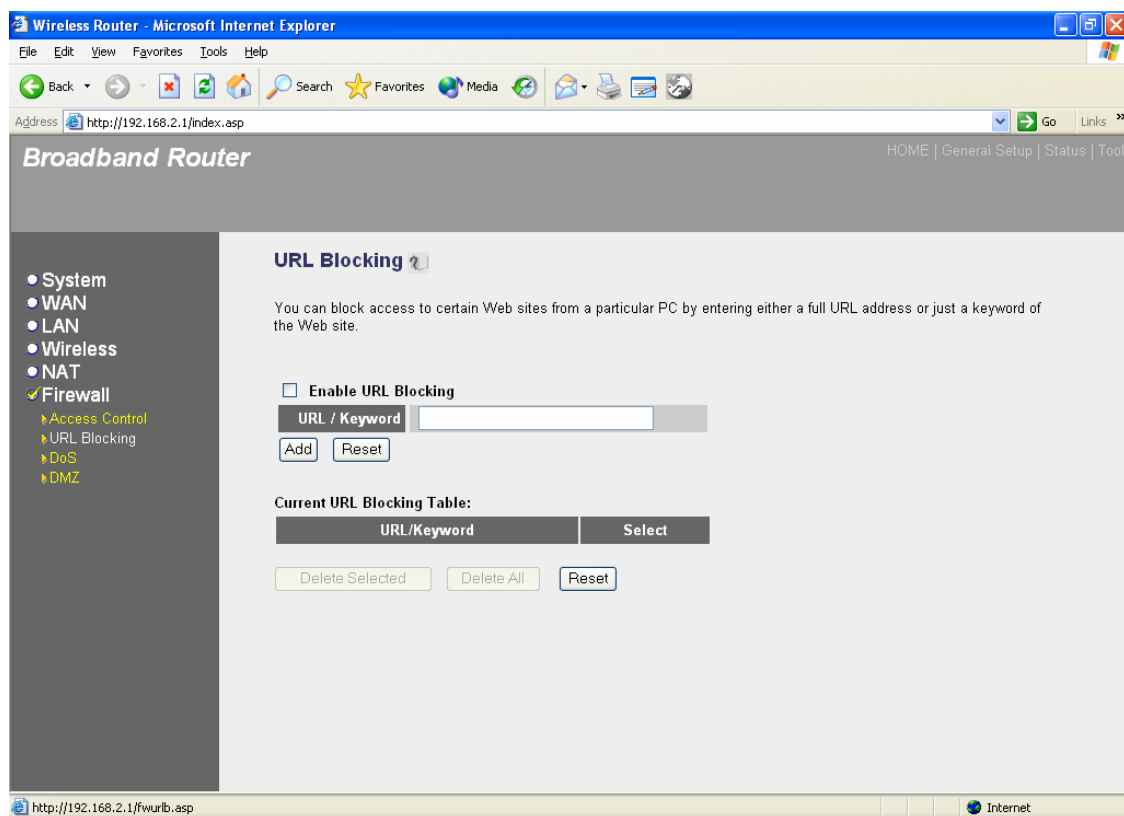 Wireless Router - Microsoft Internet Explorer
File Edit View Favorites Tools Help
Back Search Favorites Media
Address http://192.168.2.1/index.asp Go Links »
Broadband Router
HOME | General Setup | Status | Tool
System
WAN
LAN
Wireless
NAT
Firewall
Access Control
URL Blocking
DoS
DMZ
URL Blocking
You can block access to certain Web sites from a particular PC by entering either a full URL address or just a keyword of
the Web site.
Enable URL Blocking
URL / Keyword
Add Reset
Current URL Blocking Table:
URL/Keyword Select
Delete Selected Delete All Reset
http://192.168.2.1/fwurlb.asp Internet